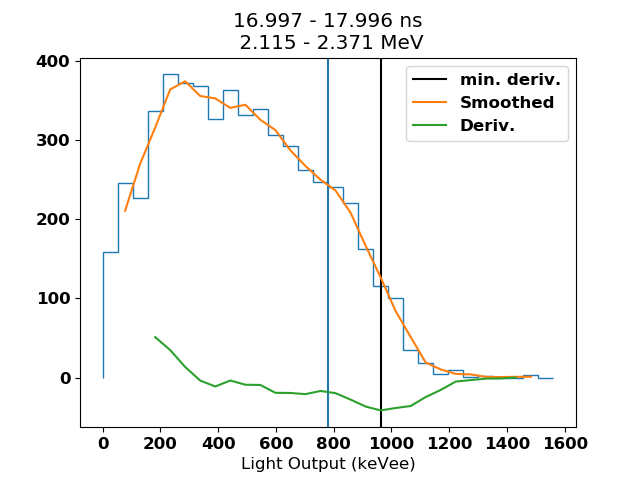 16.997 - 17.996 ns
2.115 - 2.371 MeV
min. deriv.
Smoothed
Deriv.
400
300
200
100
0
0 200 400 600 800 1000 1200 1400 1600
Light Output (keVee)